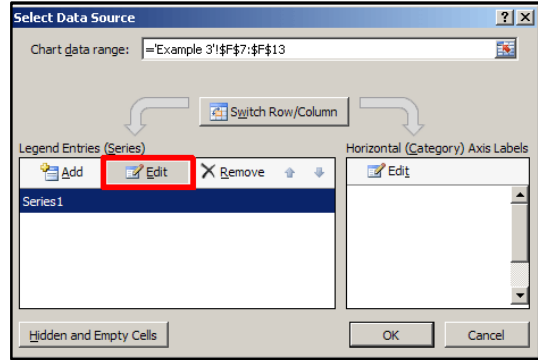 Select Data Source
Chart data range: ='Example 3'!$F$7:$F$13
Switch Row/Column
Legend Entries (Series)
Horizontal (Category) Axis Labels
Add Edit Remove
Edit
Series1
Hidden and Empty Cells
OK Cancel